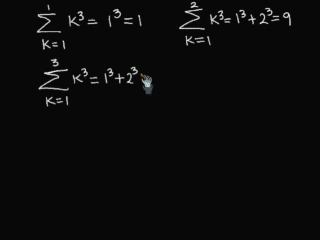 ∑_{K=1}^{1} K³ = 1³ = 1
∑_{K=1}^{2} K³ = 1³ + 2³ = 9
∑_{K=1}^{3} K³ = 1³ + 2³